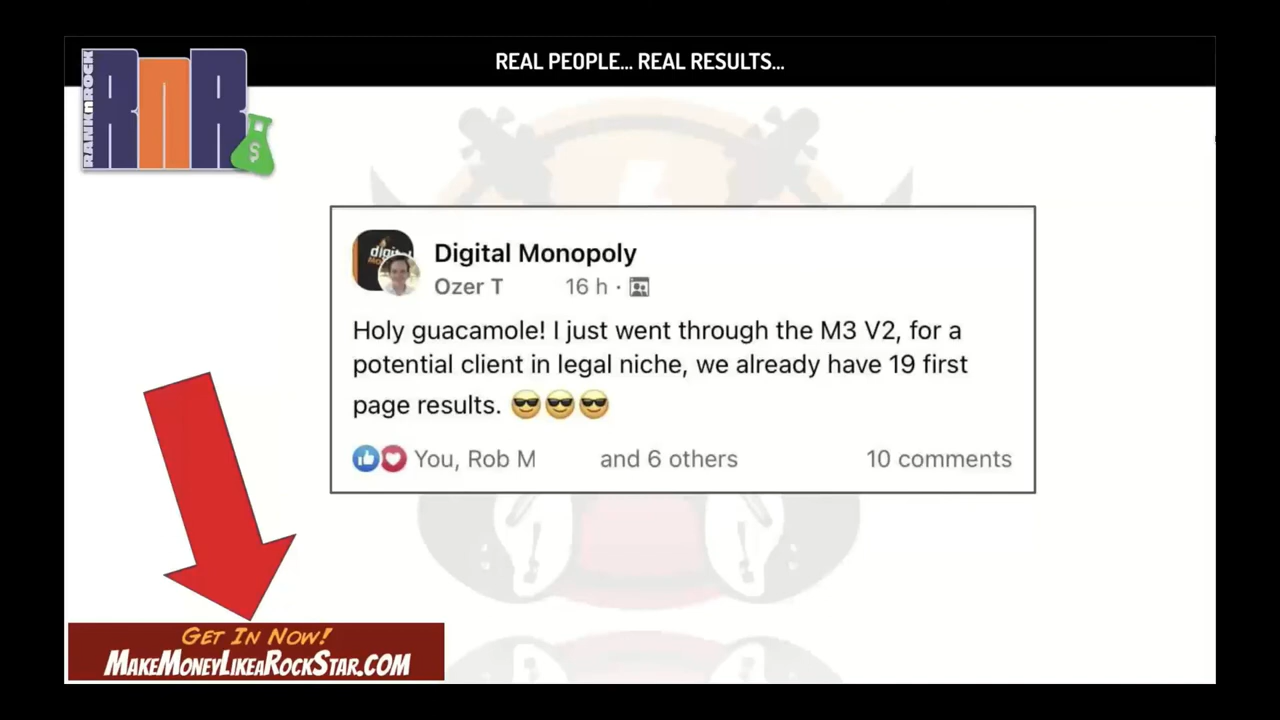 REAL PEOPLE... REAL RESULTS...
RANKNROCK
RnR
$
digi
Digital Monopoly
Ozer T 16 h ·
Holy guacamole! I just went through the M3 V2, for a
potential client in legal niche, we already have 19 first
page results. 😎😎😎
You, Rob M and 6 others 10 comments
GET IN NOW!
MAKEMONEYLIKEAROCKSTAR.COM